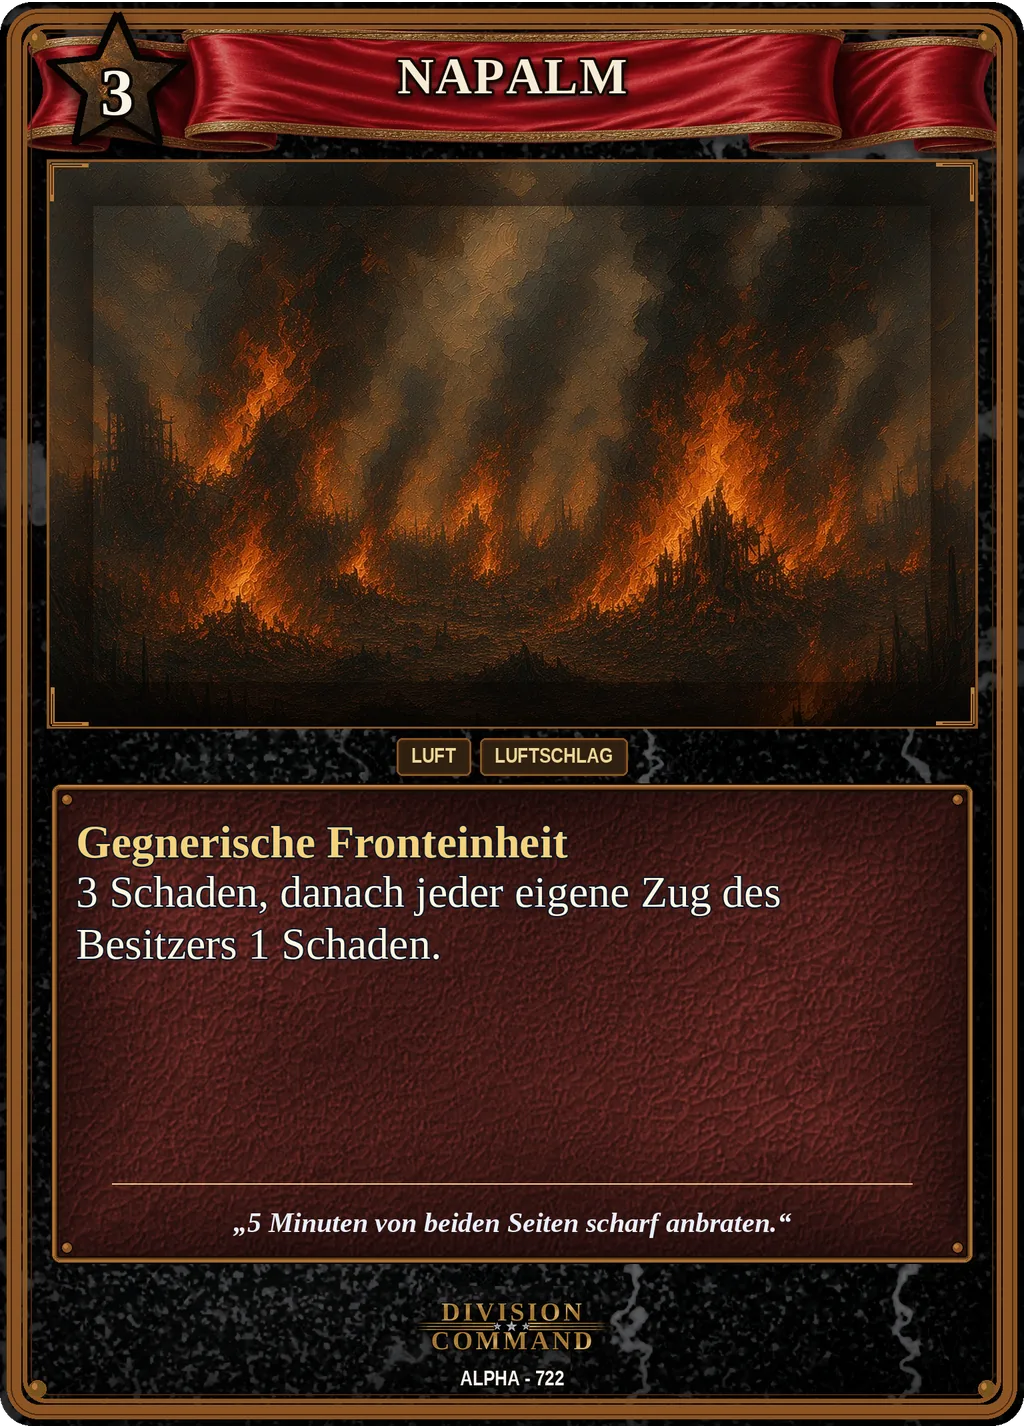 3
NAPALM
LUFT
LUFTSCHLAG
Gegnerische Fronteinheit
3 Schaden, danach jeder eigene Zug des
Besitzers 1 Schaden.
„5 Minuten von beiden Seiten scharf anbraten.“
DIVISION
COMMAND
ALPHA - 722